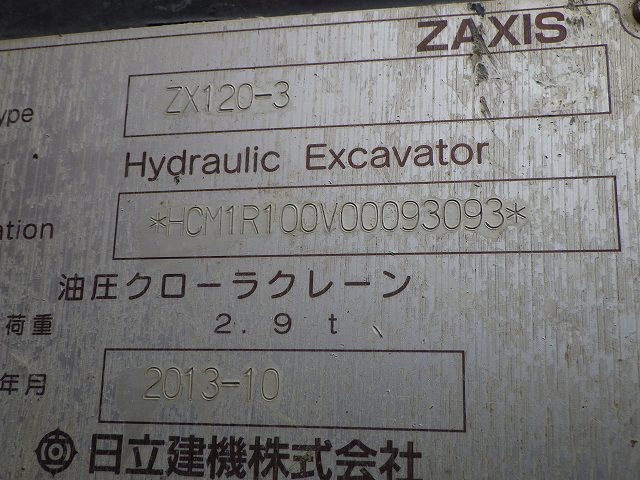 ZAXIS
ype ZX120-3
Hydraulic Excavator
ation *HCM1R100V00093093*
油圧クローラクレーン
荷重 2.9 t
年月 2013-10
日立建機株式会社